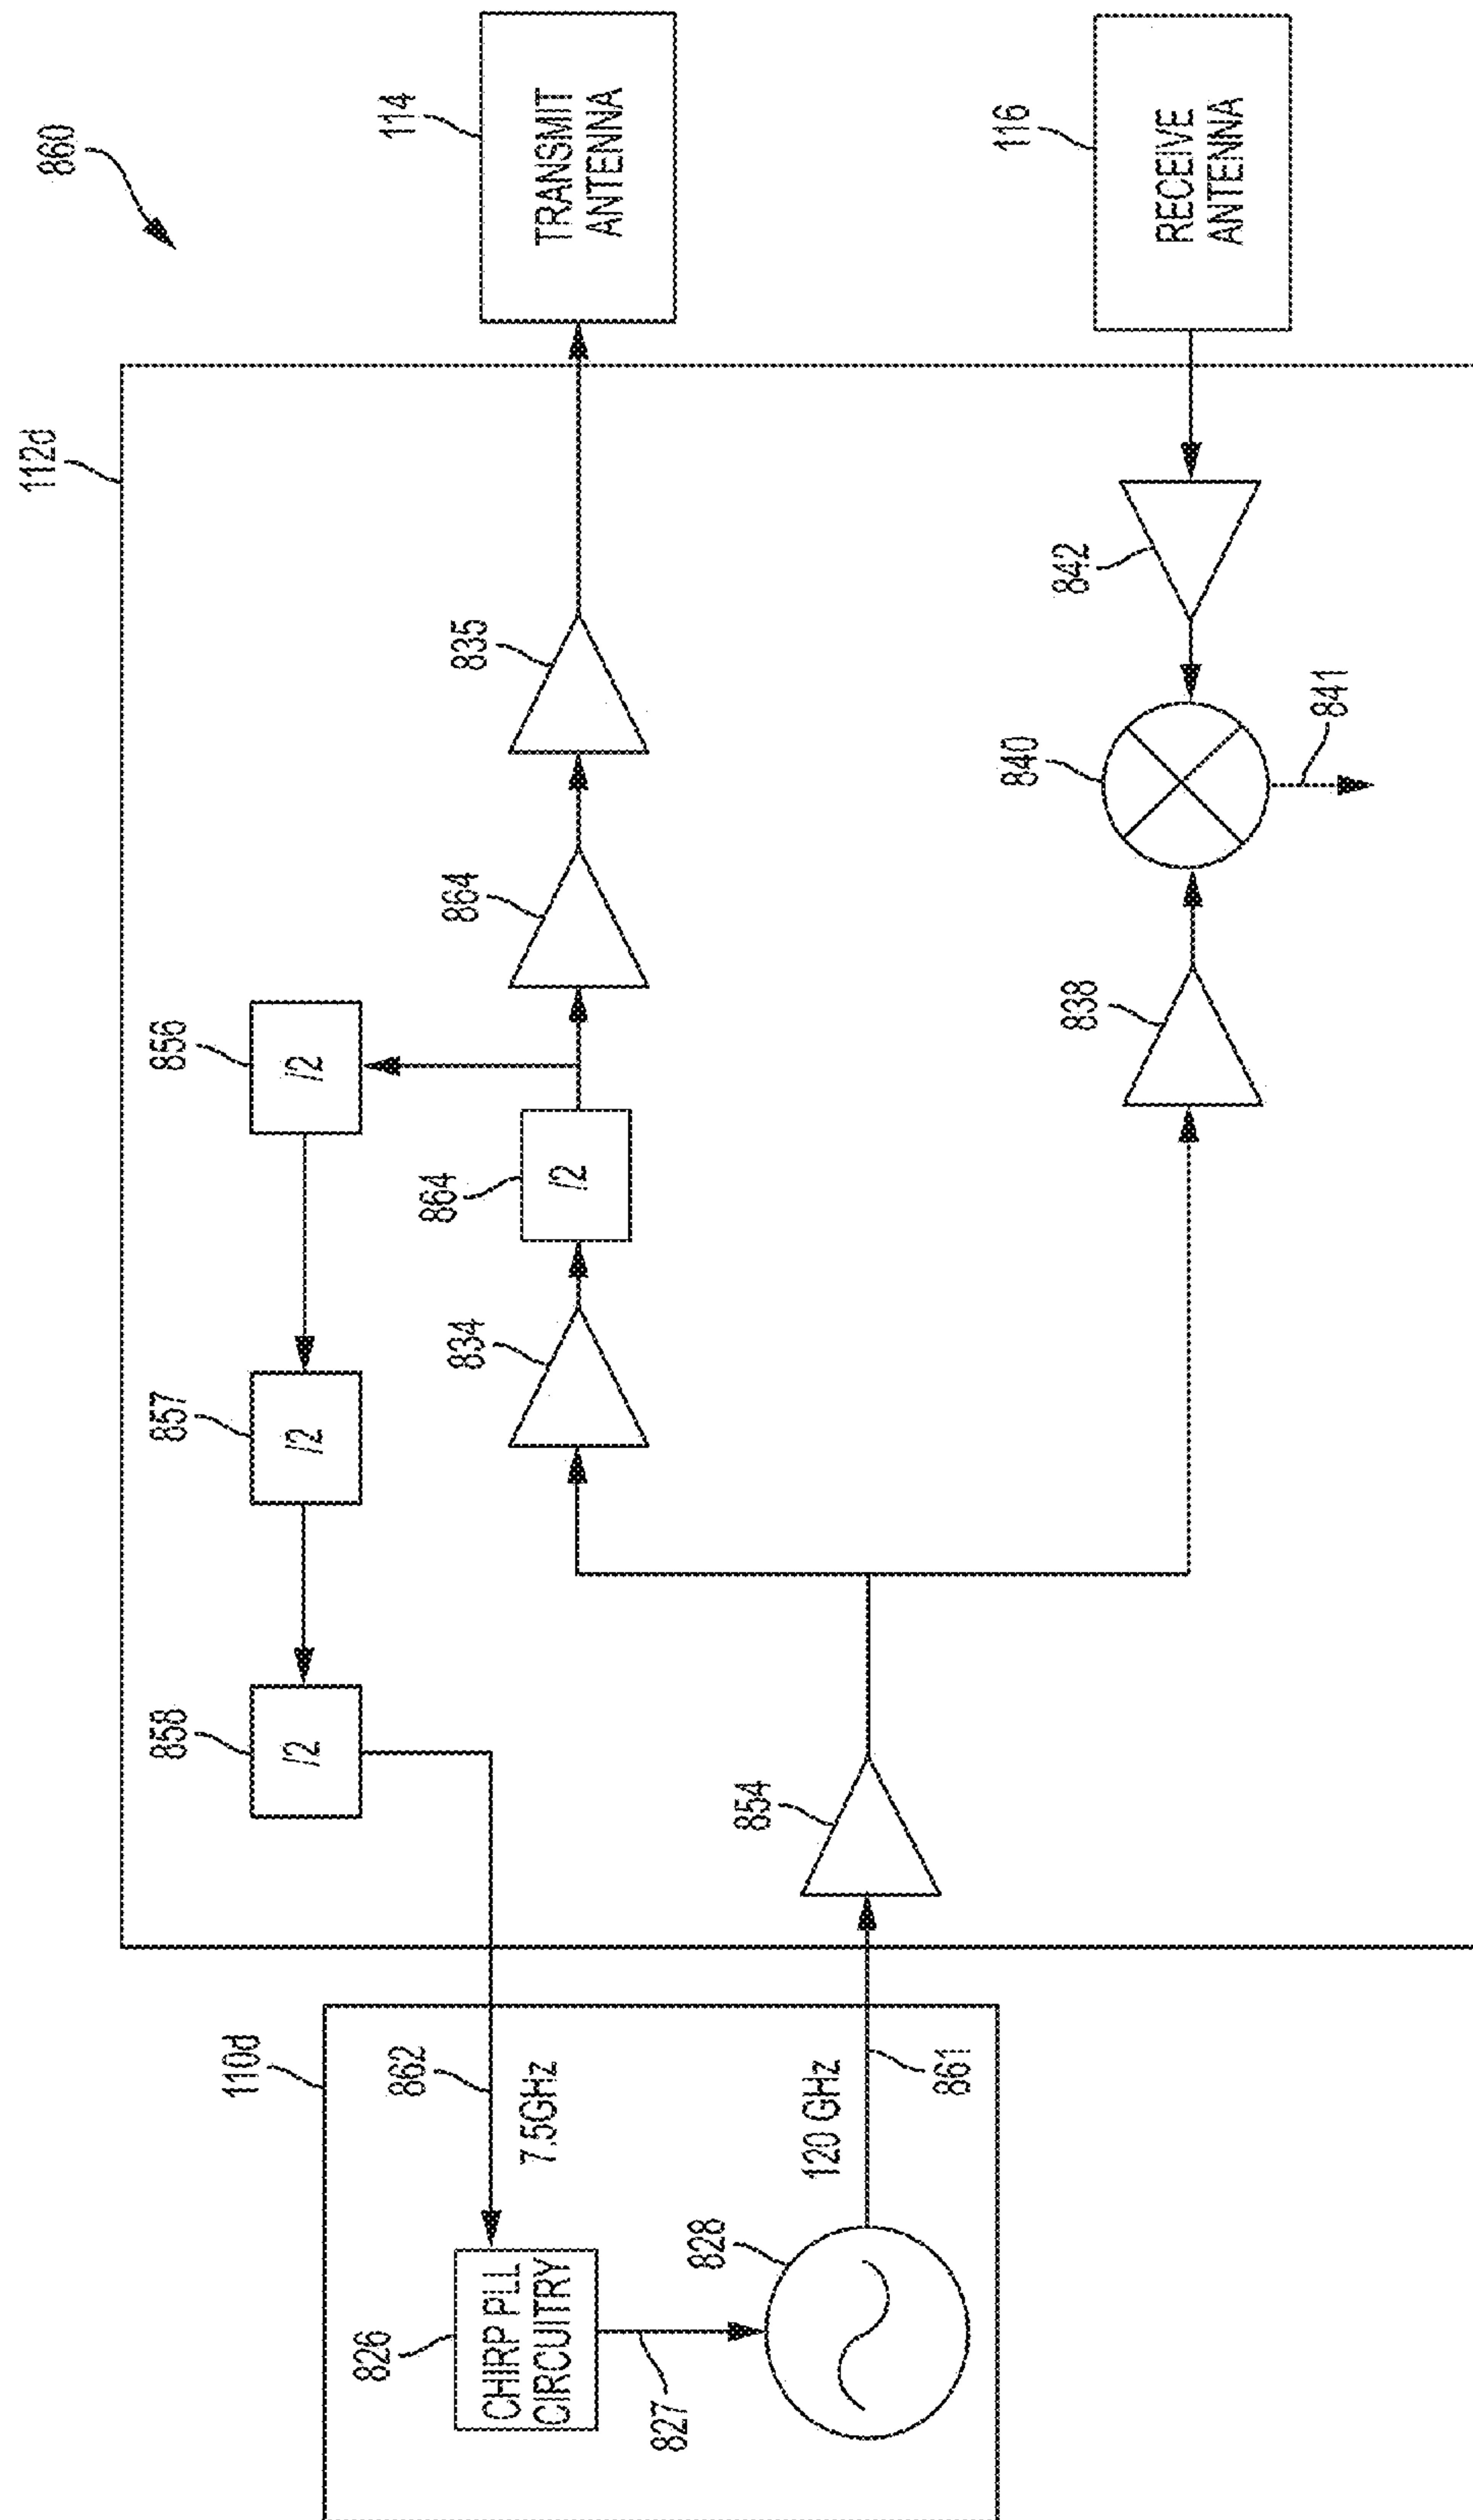 860
112d
114
TRANSMIT
ANTENNA
116
RECEIVE
ANTENNA
110d
858
/2
857
/2
856
/2
862
7.5GHz
826
CHIRP PLL
CIRCUITRY
827
828
120 GHz
861
854
834
864
/2
864
835
838
840
841
842